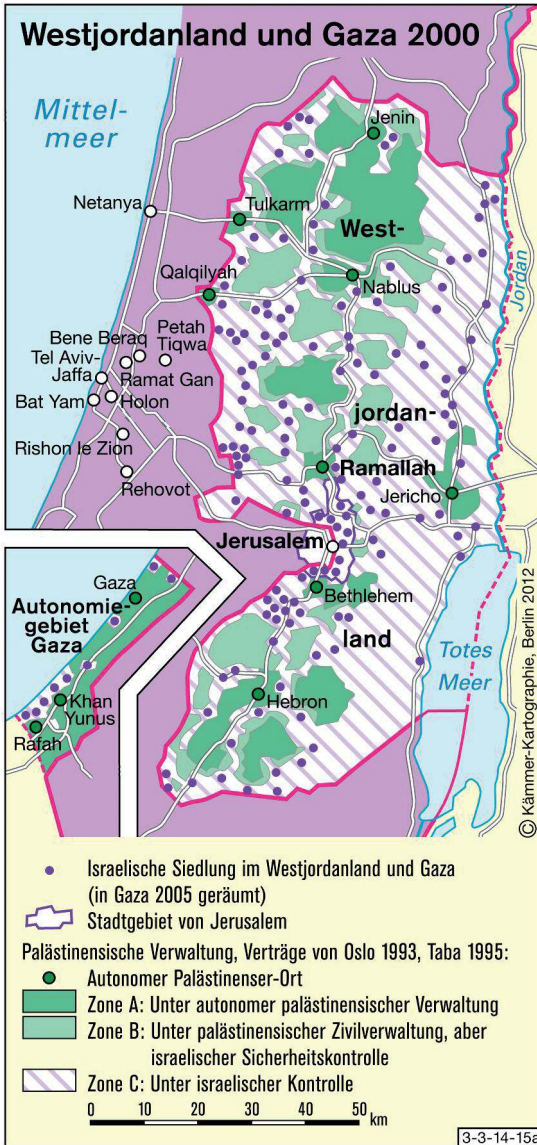 Westjordanland und Gaza 2000
Mittel-
meer
Jenin
Netanya
Tulkarm
West-
Qalqilyah
Nablus
Jordan
Bene Beraq
Petah
Tiqwa
Tel Aviv-
Jaffa
Ramat Gan
Bat Yam
Holon
jordan-
Rishon le Zion
Ramallah
Rehovot
Jericho
Jerusalem
Gaza
Bethlehem
Autonomie-
gebiet
Gaza
land
Totes
Meer
Khan
Yunus
Hebron
Rafah
© Kämmer-Kartographie, Berlin 2012
Israelische Siedlung im Westjordanland und Gaza
(in Gaza 2005 geräumt)
Stadtgebiet von Jerusalem
Palästinensische Verwaltung, Verträge von Oslo 1993, Taba 1995:
Autonomer Palästinenser-Ort
Zone A: Unter autonomer palästinensischer Verwaltung
Zone B: Unter palästinensischer Zivilverwaltung, aber
israelischer Sicherheitskontrolle
Zone C: Unter israelischer Kontrolle
0 10 20 30 40 50
km
3-3-14-15a